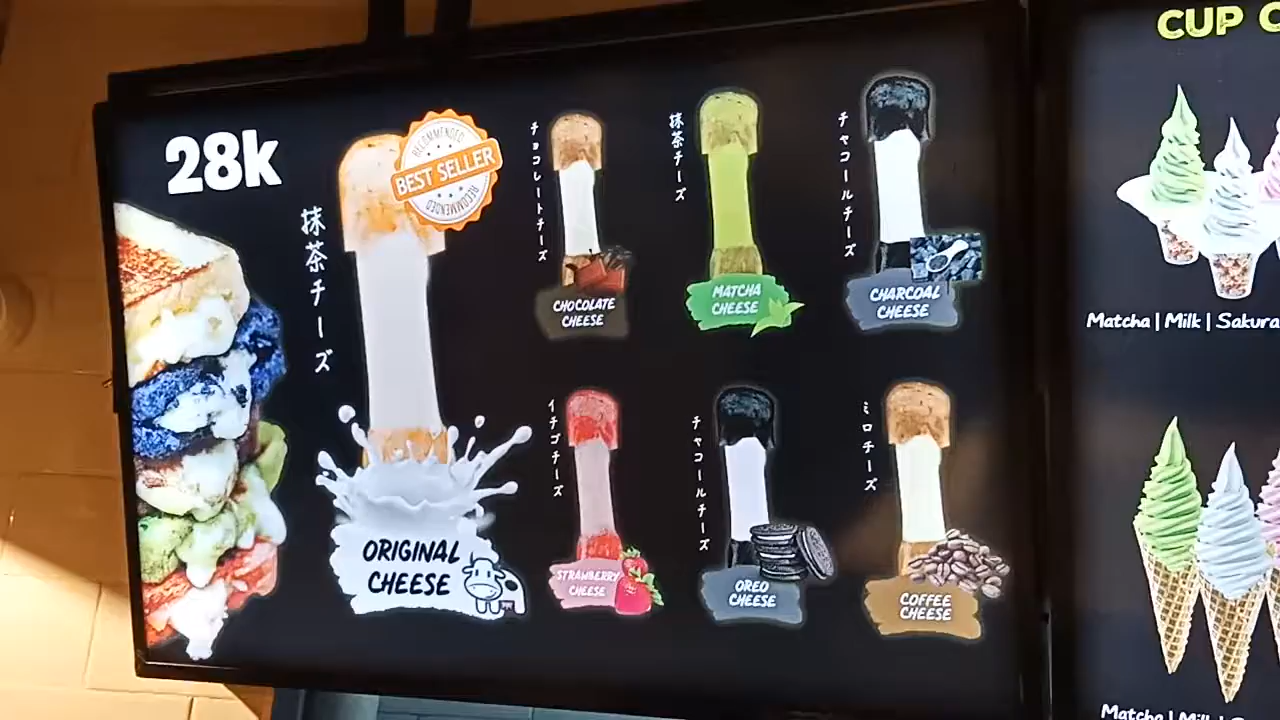 28k
RECOMMENDED
BEST SELLER
RECOMMENDED
抹茶チーズ
ORIGINAL
CHEESE
チョコレートチーズ
CHOCOLATE
CHEESE
抹茶チーズ
MATCHA
CHEESE
チャコールチーズ
CHARCOAL
CHEESE
イチゴチーズ
STRAWBERRY
CHEESE
チャコールチーズ
OREO
CHEESE
ミロチーズ
COFFEE
CHEESE
CUP C
Matcha | Milk | Sakura
Matcha | Milk